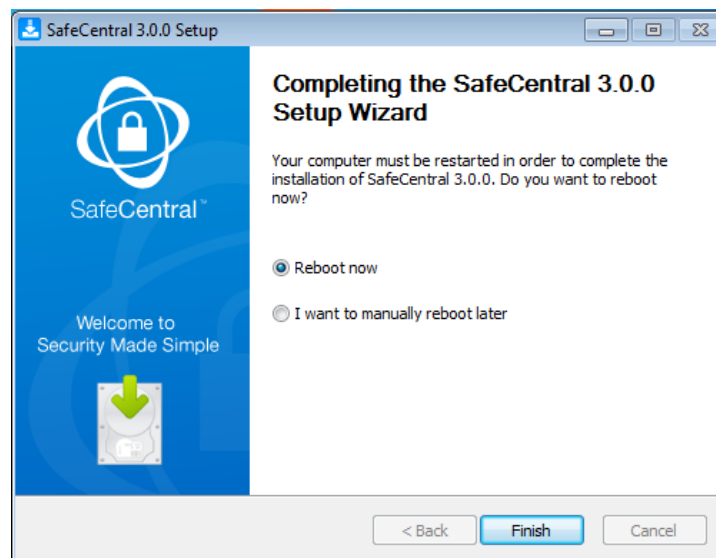 SafeCentral 3.0.0 Setup
SafeCentral™
Welcome to
Security Made Simple
Completing the SafeCentral 3.0.0
Setup Wizard
Your computer must be restarted in order to complete the
installation of SafeCentral 3.0.0. Do you want to reboot
now?
Reboot now
I want to manually reboot later
< Back
Finish
Cancel